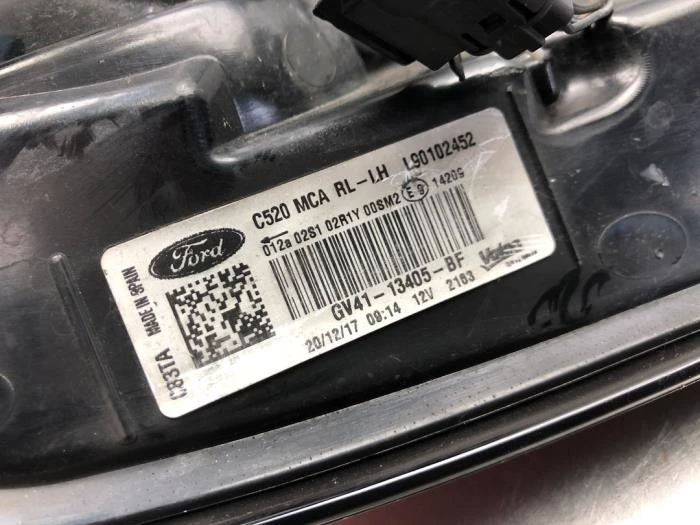 C520 MCA RL-LH L90102452
Ford
012a 02S1 02R1Y 00SM2 E9 14209
GV41-13405-BF
20/12/17 09:14 12V 2163
Valeo
MADE IN SPAIN
C83TA